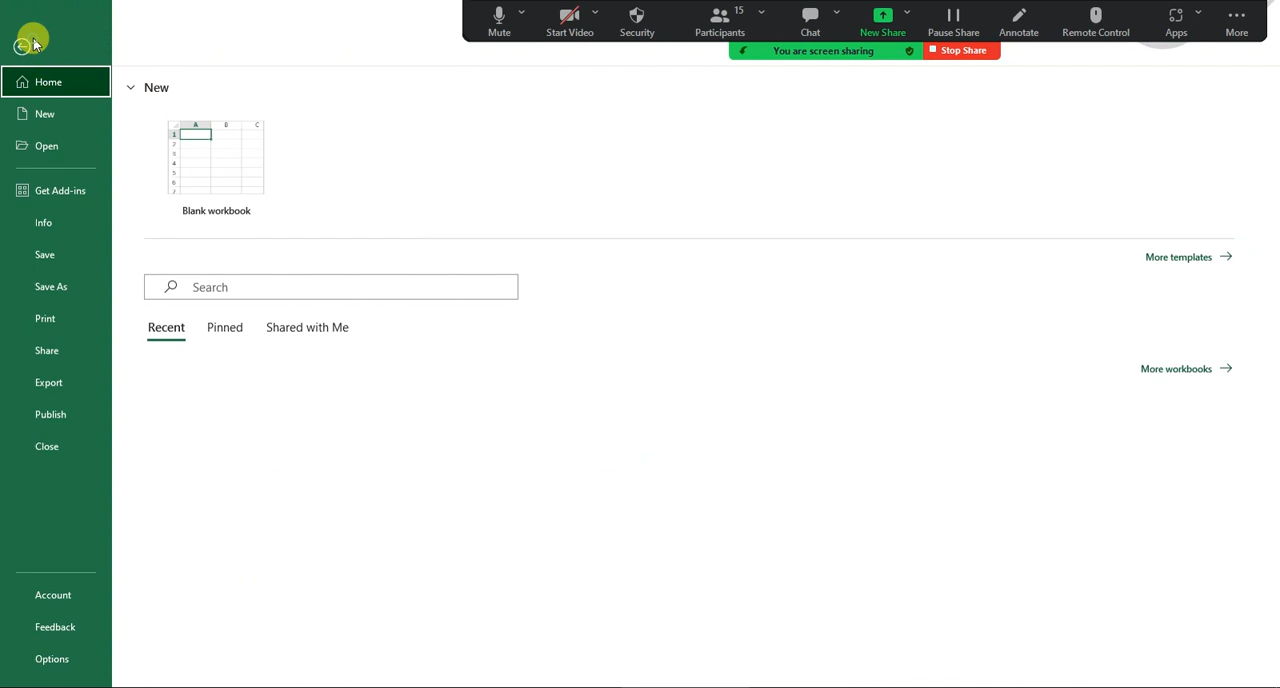 Mute
Start Video
Security
15
Participants
Chat
New Share
Pause Share
Annotate
Remote Control
Apps
More
You are screen sharing
Stop Share
Home
New
Open
Get Add-ins
Info
Save
Save As
Print
Share
Export
Publish
Close
Account
Feedback
Options
New
A B C
1
2
3
4
5
6
7
Blank workbook
More templates
Search
Recent Pinned Shared with Me
More workbooks